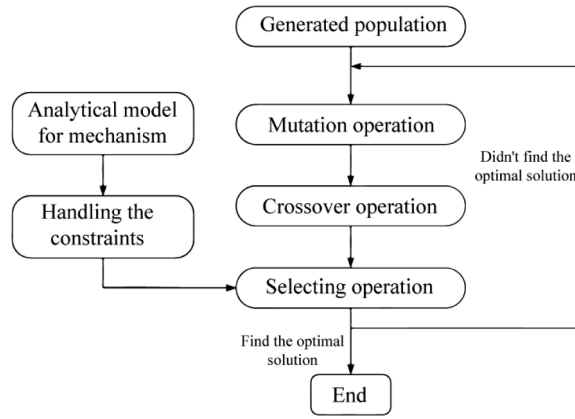 Generated population
Analytical model
for mechanism
Mutation operation
Didn't find the
optimal solution
Handling the
constraints
Crossover operation
Selecting operation
Find the optimal
solution
End